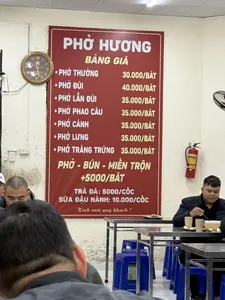 PHỞ HƯƠNG
BẢNG GIÁ
• PHỞ THƯỜNG 30.000/BÁT
• PHỞ ĐÙI 40.000/BÁT
• PHỞ LẪN ĐÙI 35.000/BÁT
• PHỞ PHAO CÂU 35.000/BÁT
• PHỞ CÁNH 35.000/BÁT
• PHỞ LƯNG 35.000/BÁT
• PHỞ TRÀNG TRỨNG 35.000/BÁT
PHỞ - BÚN - MIẾN TRỘN
+5000/BÁT
TRÀ ĐÁ: 5000/CỐC
SỮA ĐẬU NÀNH: 10.000/CỐC
Kính mời quý khách !